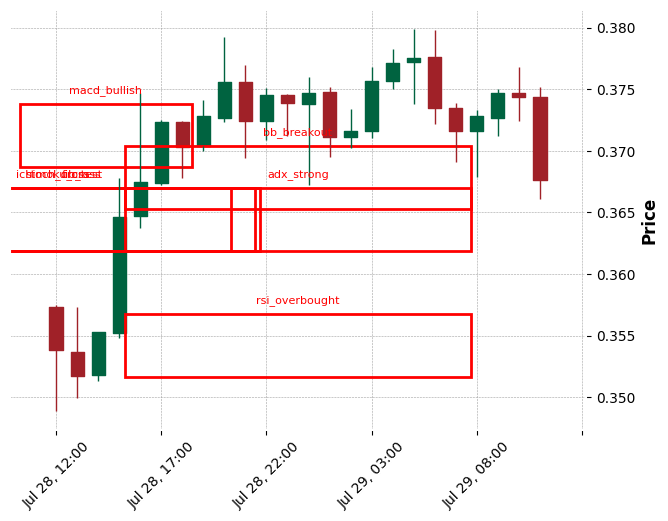 0.380
macd_bullish
0.375
bb_breakout
0.370
adx_strong
0.365
0.360
rsi_overbought
0.355
0.350
Price
Jul 28, 12:00
Jul 28, 17:00
Jul 28, 22:00
Jul 29, 03:00
Jul 29, 08:00